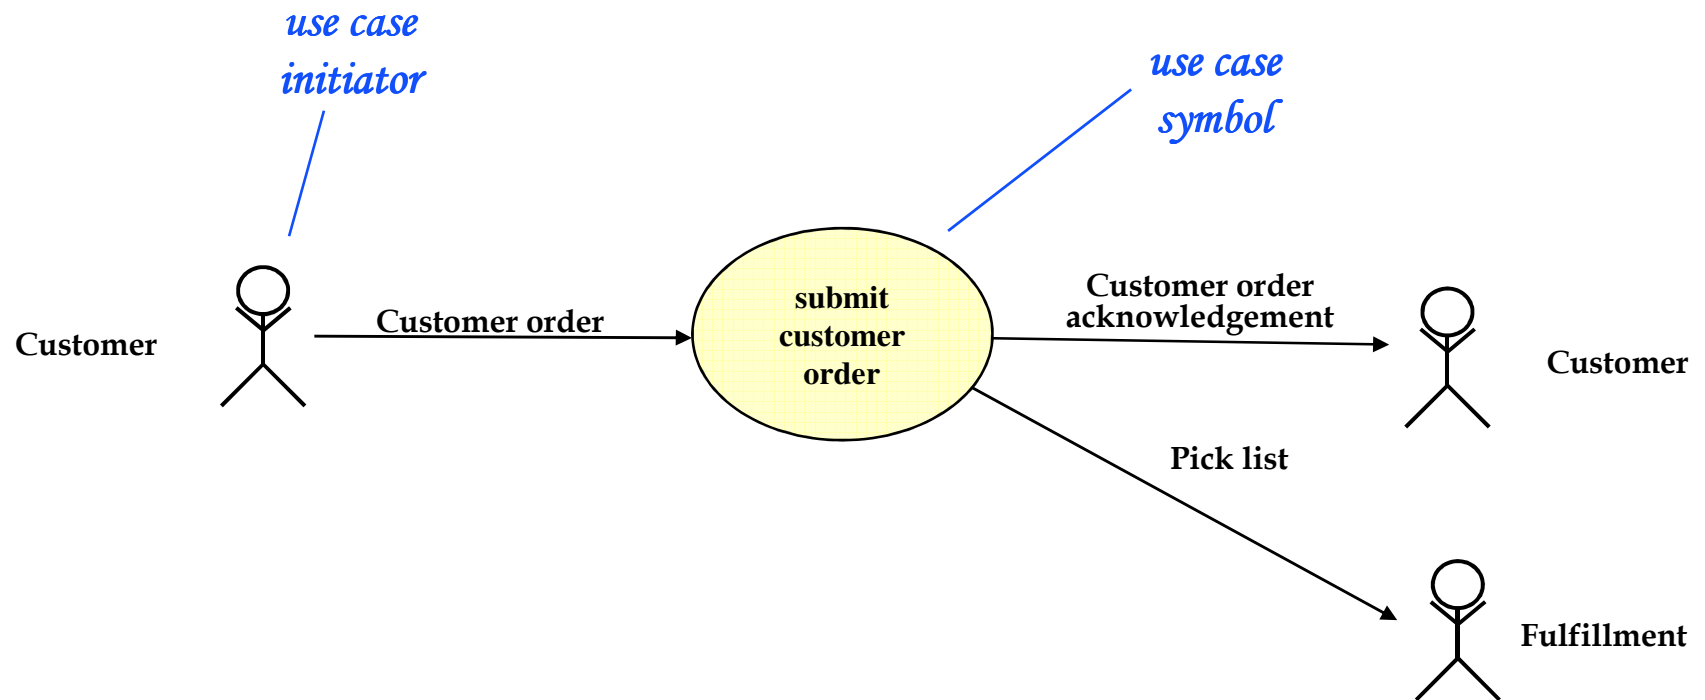 use case
initiator
use case
symbol
Customer
Customer order
submit
customer
order
Customer order
acknowledgement
Customer
Pick list
Fulfillment